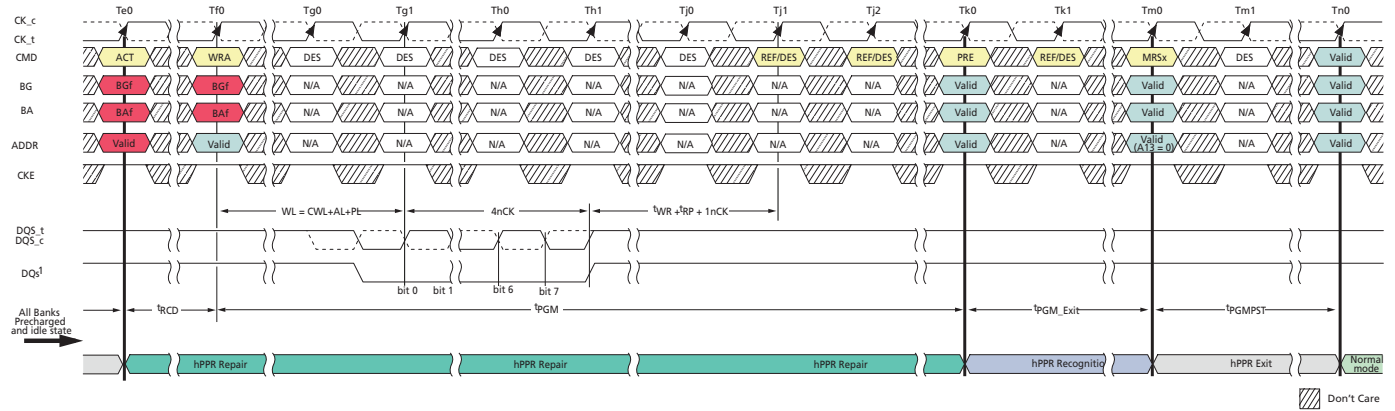 Te0 Tf0 Tg0 Tg1 Th0 Th1 Tj0 Tj1 Tj2 Tk0 Tk1 Tm0 Tm1 Tn0
CK_c
CK_t
CMD ACT WRA DES DES DES DES DES REF/DES REF/DES PRE REF/DES MRSx DES Valid
BG BGf BGf N/A N/A N/A N/A N/A N/A N/A Valid N/A Valid N/A Valid
BA BAf BAf N/A N/A N/A N/A N/A N/A N/A Valid N/A Valid N/A Valid
ADDR Valid Valid N/A N/A N/A N/A N/A N/A N/A Valid N/A Valid (A13 = 0) N/A Valid
CKE
WL = CWL+AL+PL 4nCK tWR +tRP + 1nCK
DQS_t
DQS_c
DQs1
bit 0 bit 1 bit 6 bit 7
All Banks
Precharged
and idle state
tRCD tPGM tPGM_Exit tPGMPST
hPPR Repair hPPR Repair hPPR Repair hPPR Recognitio hPPR Exit Normal
mode
Don't Care